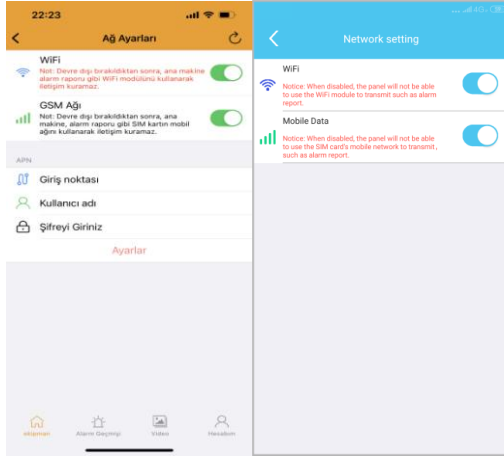 22:23
Ağ Ayarları
WiFi
Not: Devre dışı bırakıldıktan sonra, ana makine
alarm raporu gibi WiFi modülünü kullanarak
iletişim kuramaz.
GSM Ağı
Not: Devre dışı bırakıldıktan sonra, ana
makine, alarm raporu gibi SIM kartın mobil
ağını kullanarak iletişim kuramaz.
APN
Giriş noktası
Kullanıcı adı
Şifreyi Giriniz
Ayarlar
ekipman
Alarm Geçmişi
Video
Hesabım
Network setting
WiFi
Notice: When disabled, the panel will not be able
to use the WiFi module to transmit such as alarm
report.
Mobile Data
Notice: When disabled, the panel will not be able
to use the SIM card's mobile network to transmit,
such as alarm report.